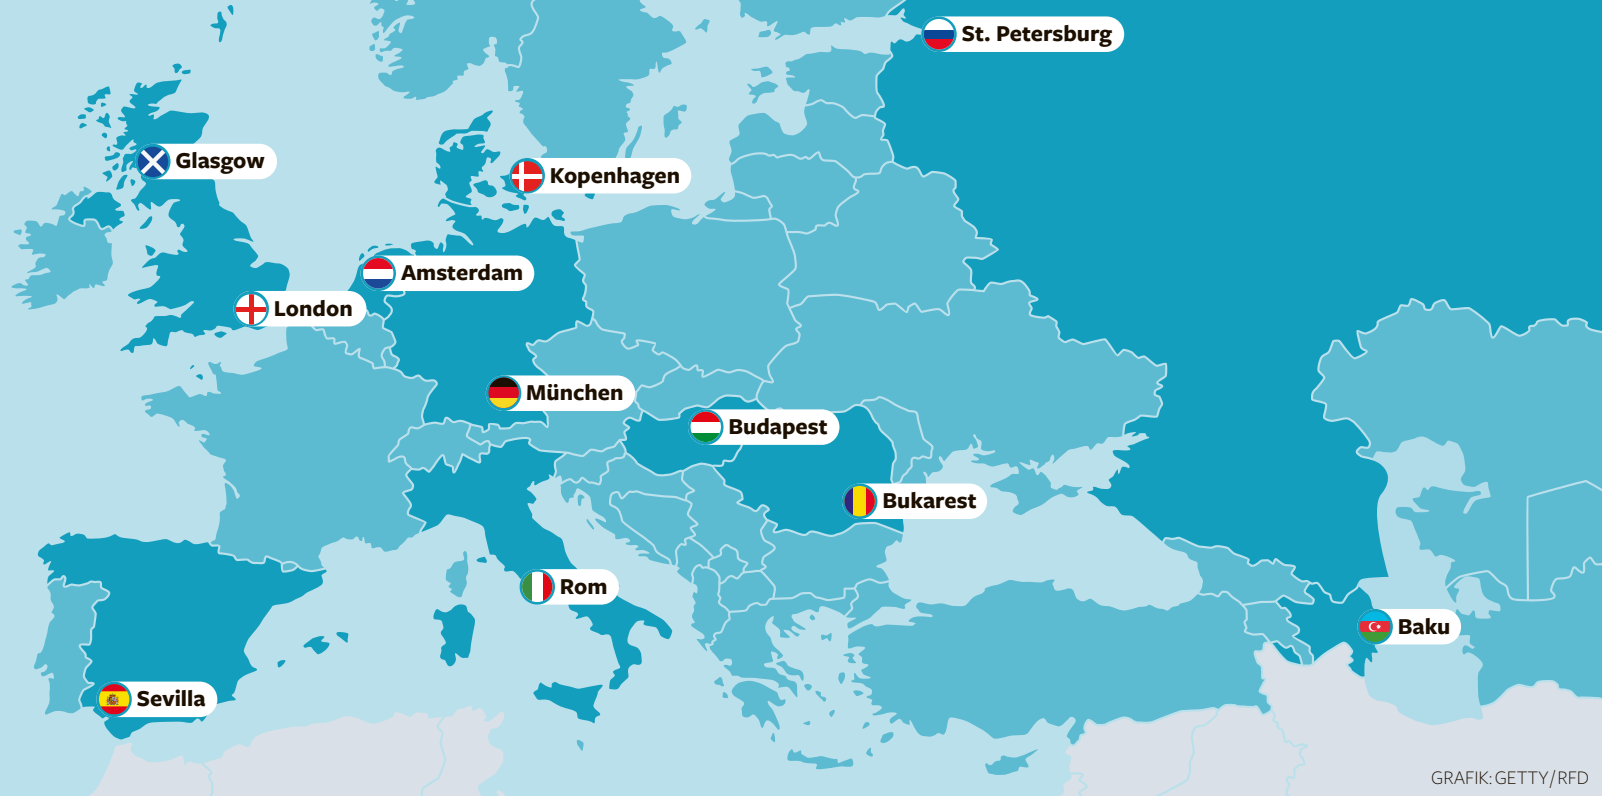 St. Petersburg
Glasgow
Kopenhagen
Amsterdam
London
München
Budapest
Bukarest
Rom
Baku
Sevilla
GRAFIK: GETTY/RFD